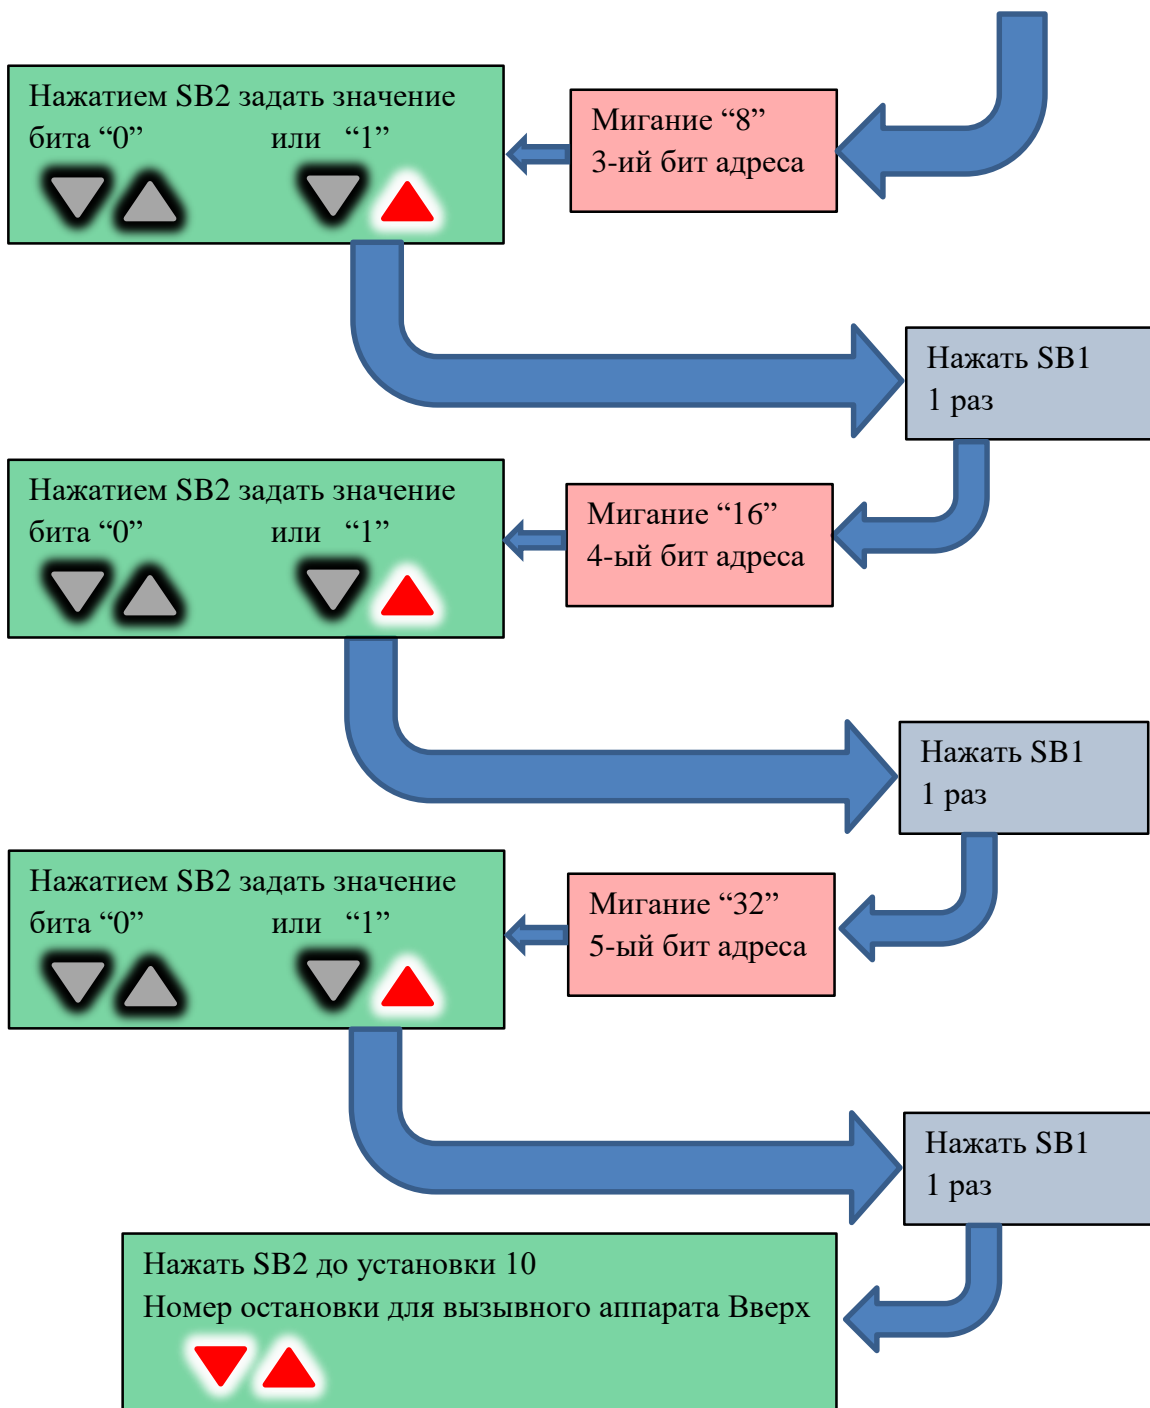 Мигание “8”
3-ий бит адреса
Нажатием SB2 задать значение
бита “0” или “1”
Нажать SB1
1 раз
Мигание “16”
4-ый бит адреса
Нажатием SB2 задать значение
бита “0” или “1”
Нажать SB1
1 раз
Мигание “32”
5-ый бит адреса
Нажатием SB2 задать значение
бита “0” или “1”
Нажать SB1
1 раз
Нажать SB2 до установки 10
Номер остановки для вызывного аппарата Вверх